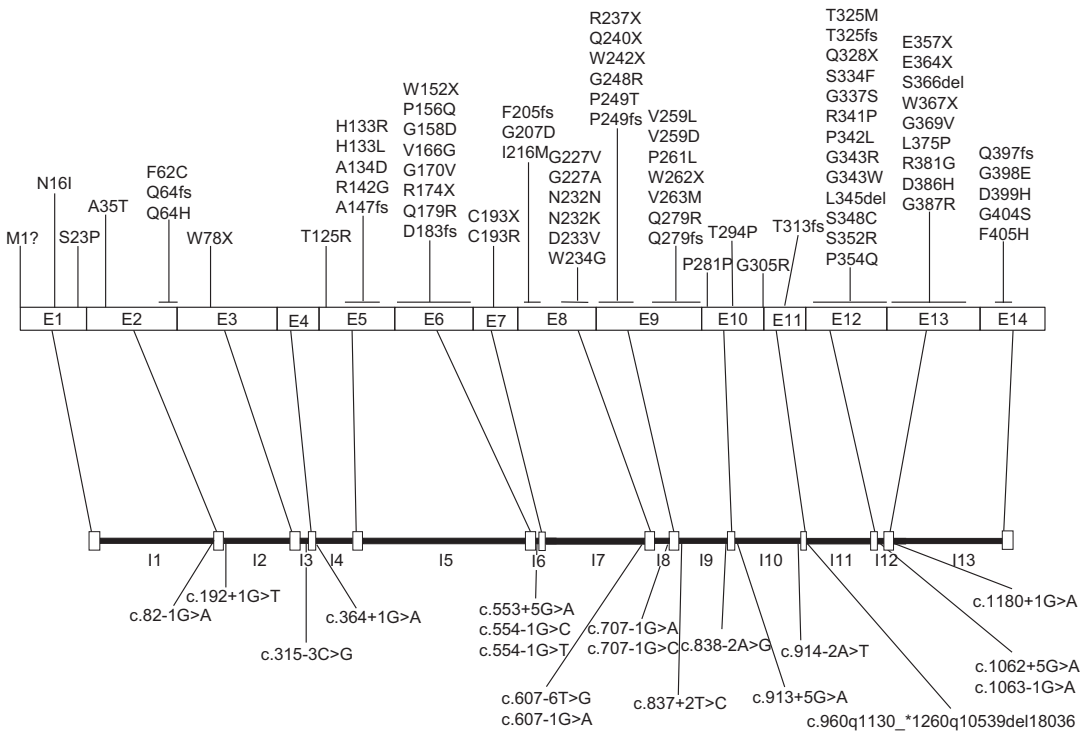 M1?
N16I
S23P
A35T
F62C
Q64fs
Q64H
W78X
T125R
H133R
H133L
A134D
R142G
A147fs
W152X
P156Q
G158D
V166G
G170V
R174X
Q179R
D183fs
C193X
C193R
F205fs
G207D
I216M
G227V
G227A
N232N
N232K
D233V
W234G
R237X
Q240X
W242X
G248R
P249T
P249fs
V259L
V259D
P261L
W262X
V263M
Q279R
Q279fs
P281P
T294P
G305R
T313fs
T325M
T325fs
Q328X
S334F
G337S
R341P
P342L
G343R
G343W
L345del
S348C
S352R
P354Q
E357X
E364X
S366del
W367X
G369V
L375P
R381G
D386H
G387R
Q397fs
G398E
D399H
G404S
F405H
E1 E2 E3 E4 E5 E6 E7 E8 E9 E10 E11 E12 E13 E14
I1 I2 I3 I4 I5 I6 I7 I8 I9 I10 I11 I12 I13
c.82-1G>A
c.192+1G>T
c.315-3C>G
c.364+1G>A
c.553+5G>A
c.554-1G>C
c.554-1G>T
c.607-6T>G
c.607-1G>A
c.707-1G>A
c.707-1G>C
c.837+2T>C
c.838-2A>G
c.913+5G>A
c.914-2A>T
c.960q1130_*1260q10539del18036
c.1062+5G>A
c.1063-1G>A
c.1180+1G>A